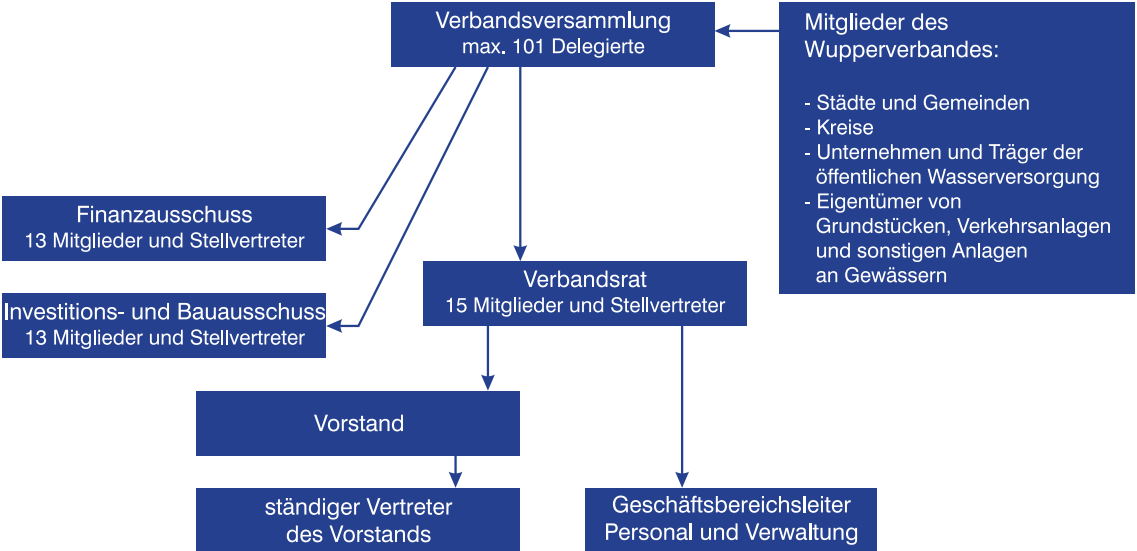 Verbandsversammlung
max. 101 Delegierte
Mitglieder des
Wupperverbandes:
- Städte und Gemeinden
- Kreise
- Unternehmen und Träger der
öffentlichen Wasserversorgung
- Eigentümer von
Grundstücken, Verkehrsanlagen
und sonstigen Anlagen
an Gewässern
Finanzausschuss
13 Mitglieder und Stellvertreter
Investitions- und Bauausschuss
13 Mitglieder und Stellvertreter
Verbandsrat
15 Mitglieder und Stellvertreter
Vorstand
ständiger Vertreter
des Vorstands
Geschäftsbereichsleiter
Personal und Verwaltung